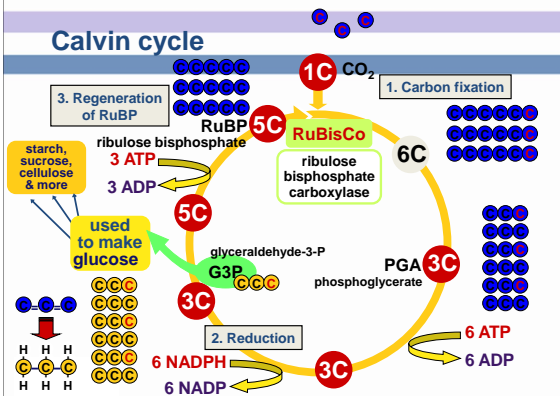 C C C
Calvin cycle
1C CO2
1. Carbon fixation
3. Regeneration
of RuBP
C C C C C
C C C C C
C C C C C
RuBP 5C RuBisCo
ribulose bisphosphate
ribulose
bisphosphate
carboxylase
6C
C C C C C C
C C C C C C
C C C C C C
starch,
sucrose,
cellulose
& more
3 ATP
3 ADP
5C
used
to make
glucose
glyceraldehyde-3-P
G3P
C C C
PGA 3C
phosphoglycerate
C C C
C C C
C C C
C C C
C C C
C C C
3C
C C C
C C C
C C C
C C C
C C C
C C C
C=C=C
H H H
C C C
H H H
2. Reduction
6 NADPH
6 NADP
3C
6 ATP
6 ADP